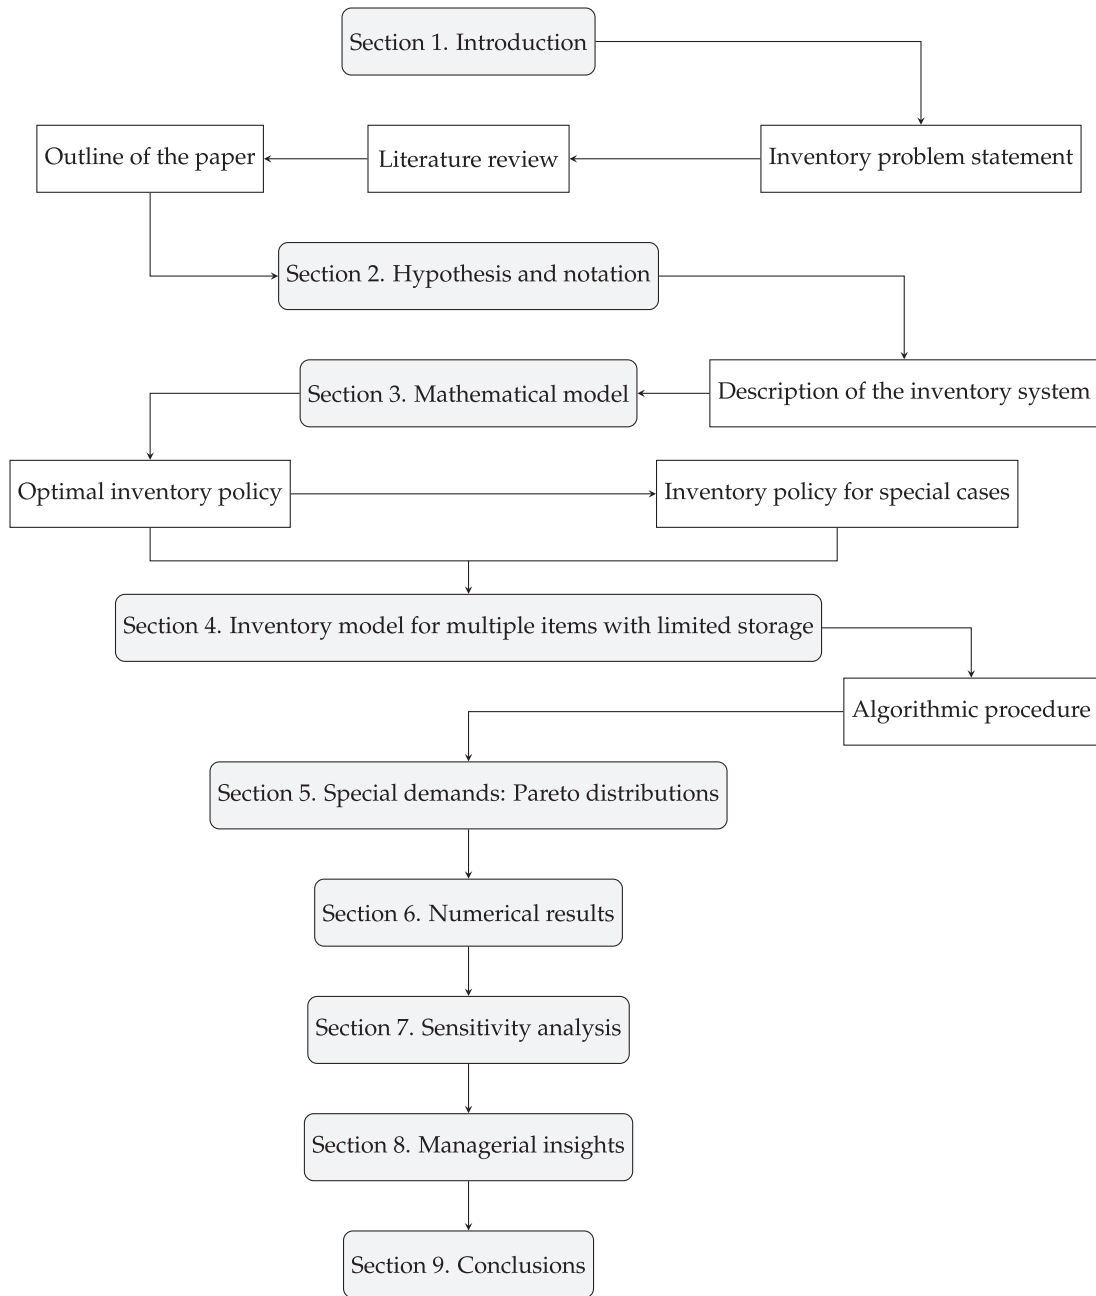 Section 1. Introduction
Outline of the paper
Literature review
Inventory problem statement
Section 2. Hypothesis and notation
Section 3. Mathematical model
Description of the inventory system
Optimal inventory policy
Inventory policy for special cases
Section 4. Inventory model for multiple items with limited storage
Algorithmic procedure
Section 5. Special demands: Pareto distributions
Section 6. Numerical results
Section 7. Sensitivity analysis
Section 8. Managerial insights
Section 9. Conclusions